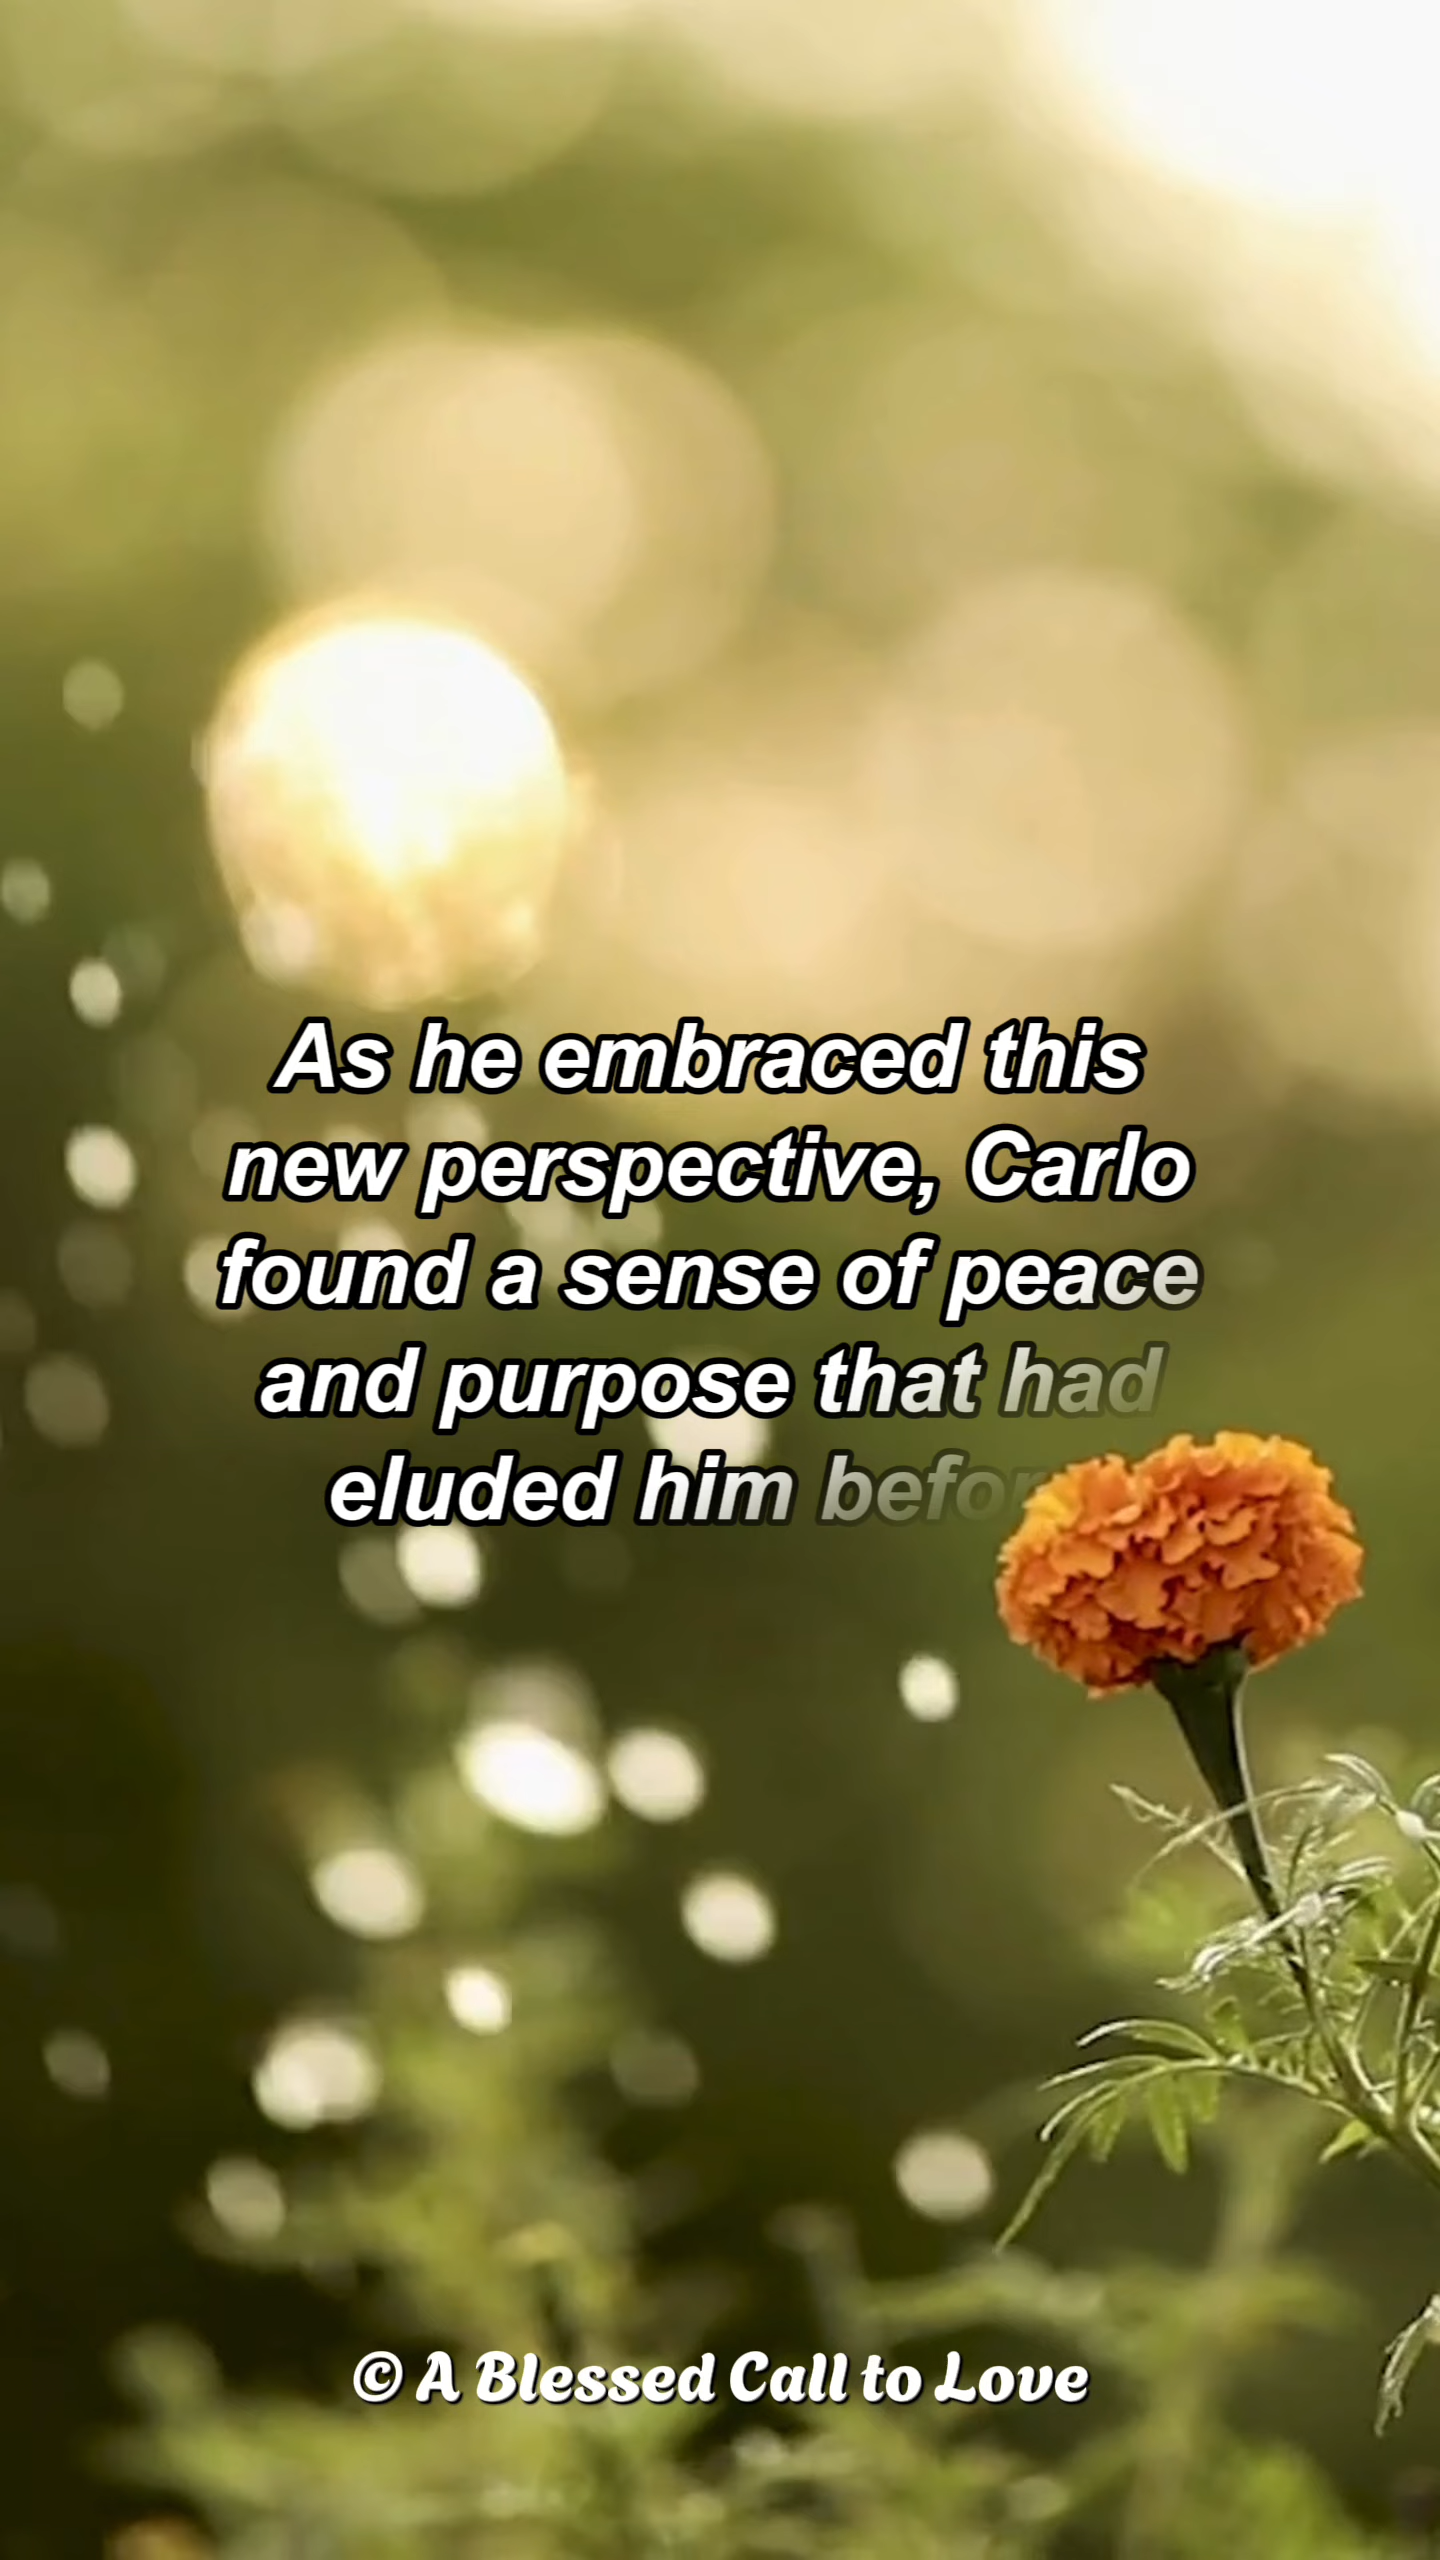 As he embraced this
new perspective, Carlo
found a sense of peace
and purpose that had
eluded him
© A Blessed Call to Love